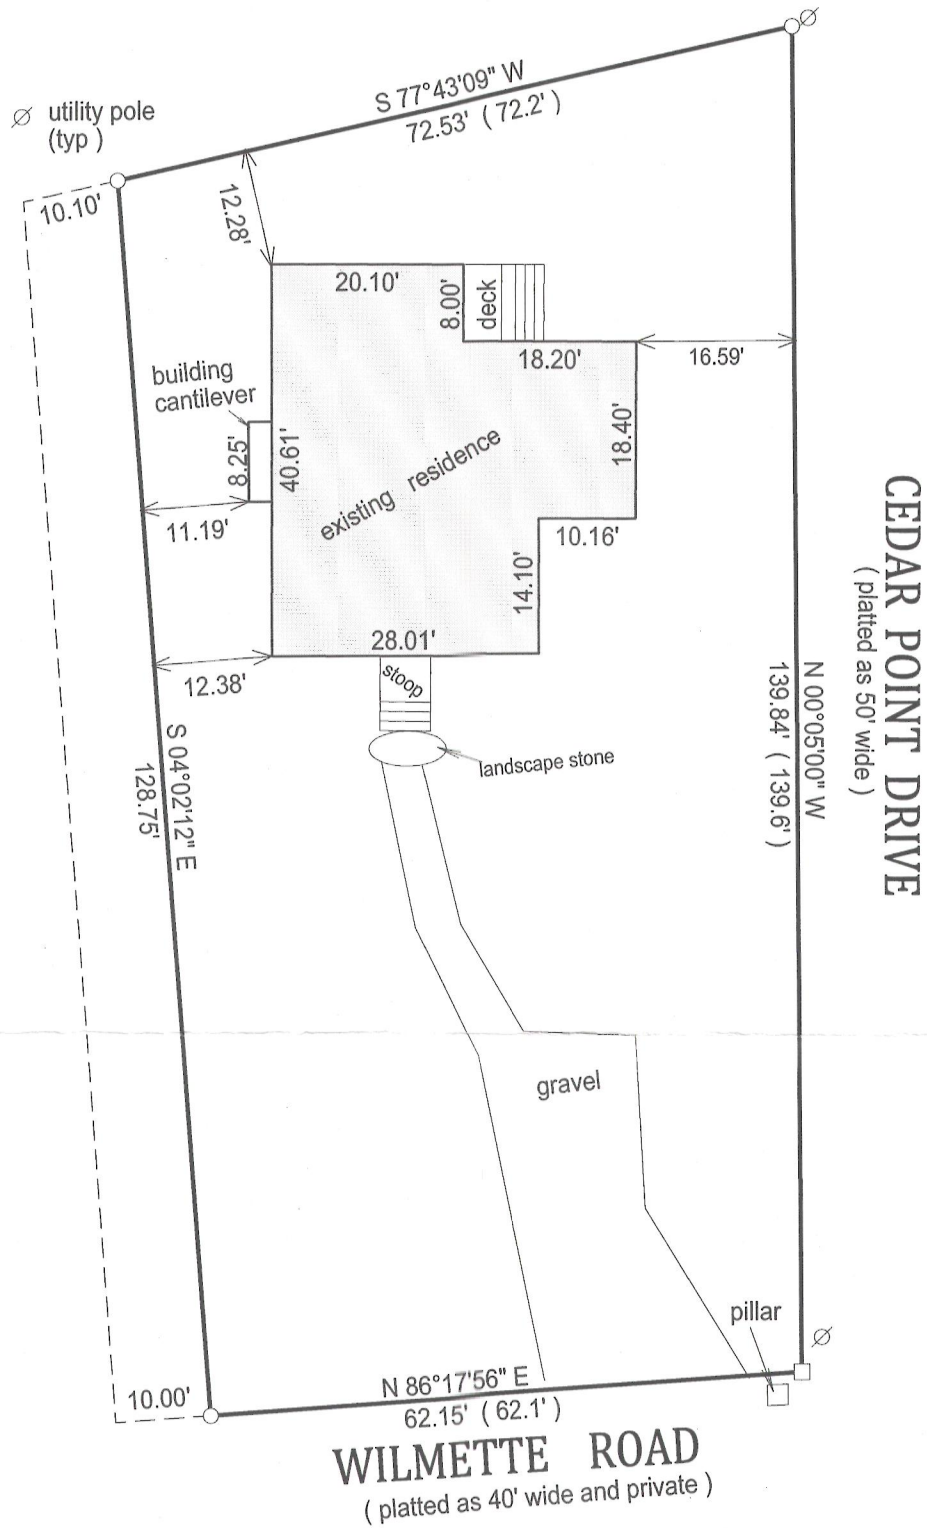 S 77°43'09" W
72.53' ( 72.2' )
Ø utility pole
(typ )
10.10'
12.28'
20.10'
8.00'
deck
18.20'
16.59'
building
cantilever
8.25'
40.61'
existing residence
18.40'
11.19'
10.16'
14.10'
28.01'
12.38'
stoop
landscape stone
S 04°02'12" E
128.75'
N 00°05'00" W
139.84' ( 139.6' )
CEDAR POINT DRIVE
( platted as 50' wide )
gravel
pillar
10.00'
N 86°17'56" E
62.15' ( 62.1' )
WILMETTE ROAD
( platted as 40' wide and private )